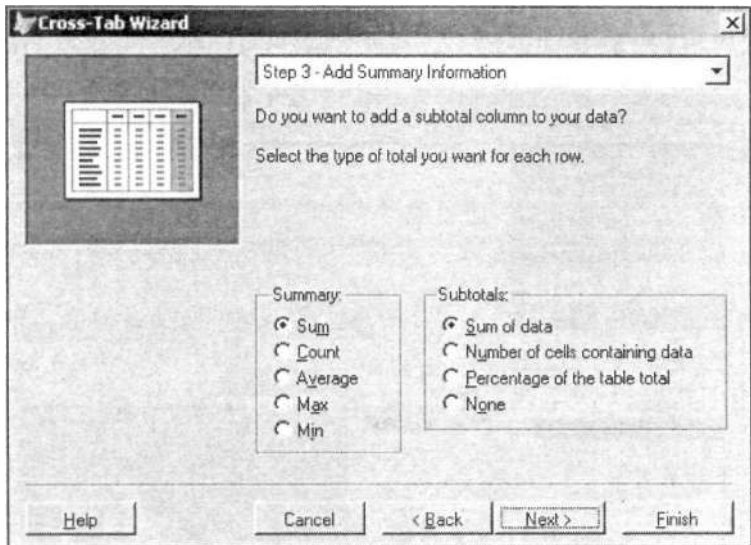 Cross-Tab Wizard
Step 3 - Add Summary Information
Do you want to add a subtotal column to your data?
Select the type of total you want for each row.
Summary:
Sum
Count
Average
Max
Min
Subtotals:
Sum of data
Number of cells containing data
Percentage of the table total
None
Help
Cancel
< Back
Next >
Finish